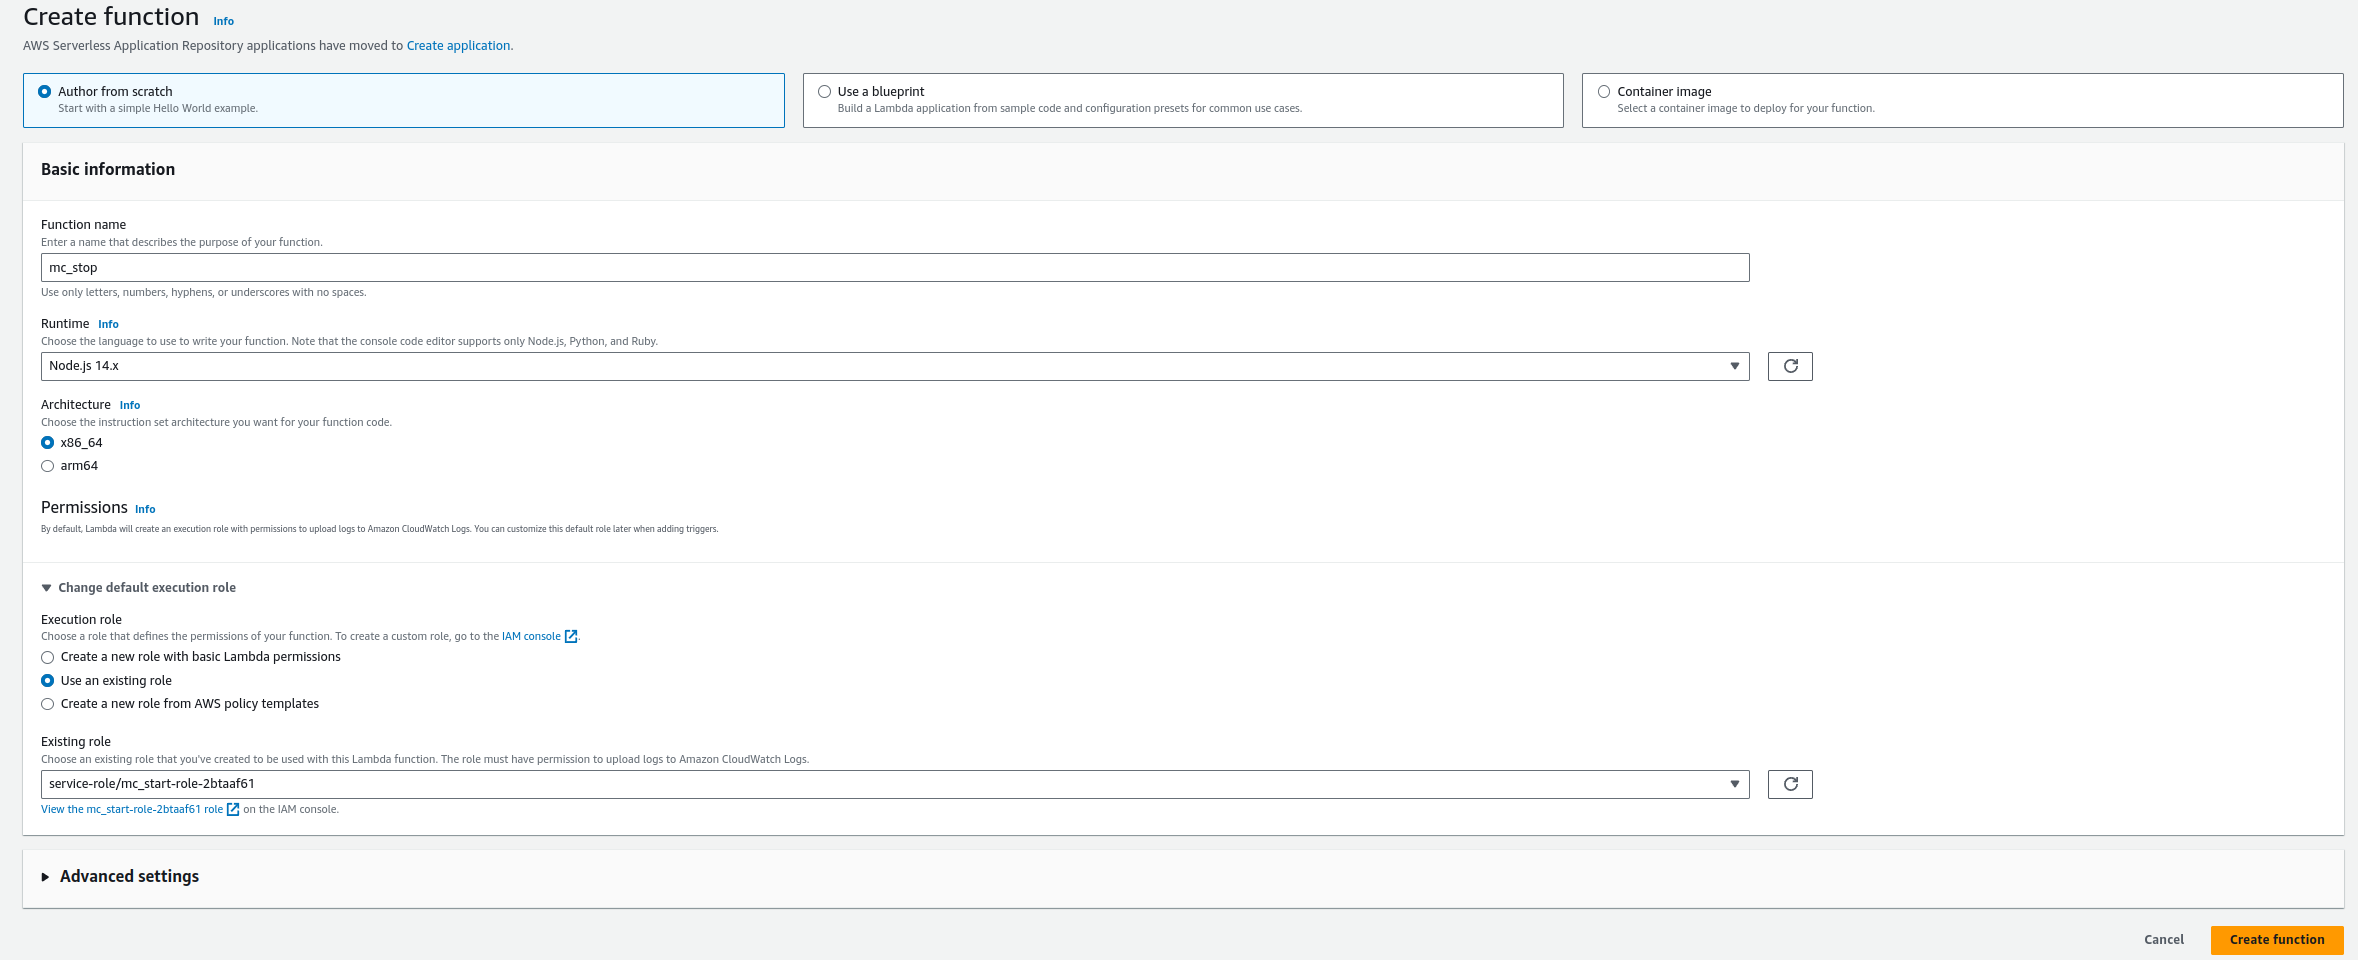 Create function Info
AWS Serverless Application Repository applications have moved to Create application.
Author from scratch
Start with a simple Hello World example.
Use a blueprint
Build a Lambda application from sample code and configuration presets for common use cases.
Container image
Select a container image to deploy for your function.
Basic information
Function name
Enter a name that describes the purpose of your function.
mc_stop
Use only letters, numbers, hyphens, or underscores with no spaces.
Runtime Info
Choose the language to use to write your function. Note that the console code editor supports only Node.js, Python, and Ruby.
Node.js 14.x
Architecture Info
Choose the instruction set architecture you want for your function code.
x86_64
arm64
Permissions Info
By default, Lambda will create an execution role with permissions to upload logs to Amazon CloudWatch Logs. You can customize this default role later when adding triggers.
Change default execution role
Execution role
Choose a role that defines the permissions of your function. To create a custom role, go to the IAM console.
Create a new role with basic Lambda permissions
Use an existing role
Create a new role from AWS policy templates
Existing role
Choose an existing role that you've created to be used with this Lambda function. The role must have permission to upload logs to Amazon CloudWatch Logs.
service-role/mc_start-role-2btaaf61
View the mc_start-role-2btaaf61 role on the IAM console.
Advanced settings
Cancel
Create function